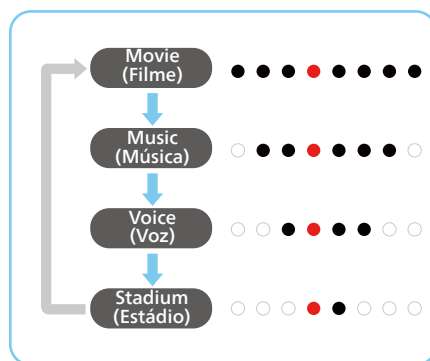 Movie
(Filme)
Music
(Música)
Voice
(Voz)
Stadium
(Estádio)